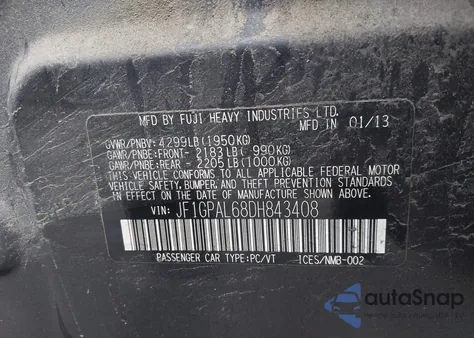 MFD BY FUJI HEAVY INDUSTRIES LTD.
MFD IN 01/13
GVWR/PNBV: 4299LB (1950KG)
GAWR/PNBE: FRONT- 2183LB ( 990KG)
GAWR/PNBE: REAR - 2205LB (1000KG)
THIS VEHICLE CONFORMS TO ALL APPLICABLE FEDERAL MOTOR
VEHICLE SAFETY, BUMPER, AND THEFT PREVENTION STANDARDS
IN EFFECT ON THE DATE OF MANUFACTURE SHOWN ABOVE.
VIN: JF1GPAL68DH843408
PASSENGER CAR TYPE: PC/VT ICES/NMB-002
autoSnap